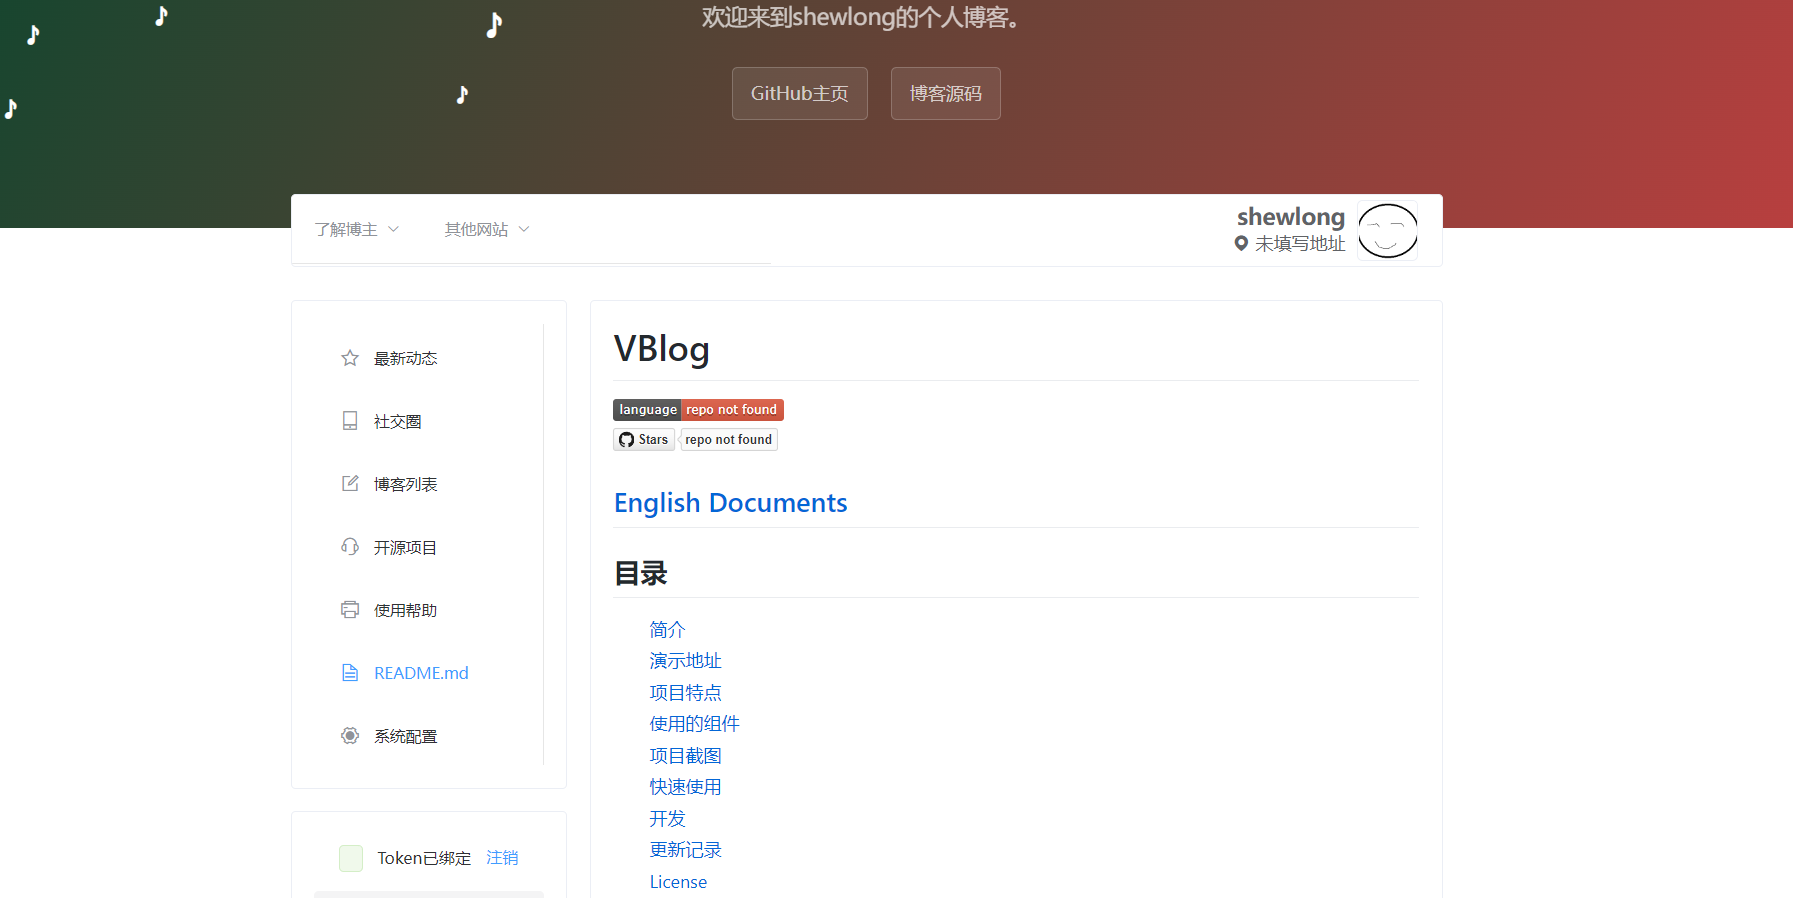 欢迎来到shewlong的个人博客。
GitHub主页
博客源码
了解博主
其他网站
shewlong
未填写地址
最新动态
社交圈
博客列表
开源项目
使用帮助
README.md
系统配置
Token已绑定 注销
VBlog
language repo not found
Stars repo not found
English Documents
目录
简介
演示地址
项目特点
使用的组件
项目截图
快速使用
开发
更新记录
License